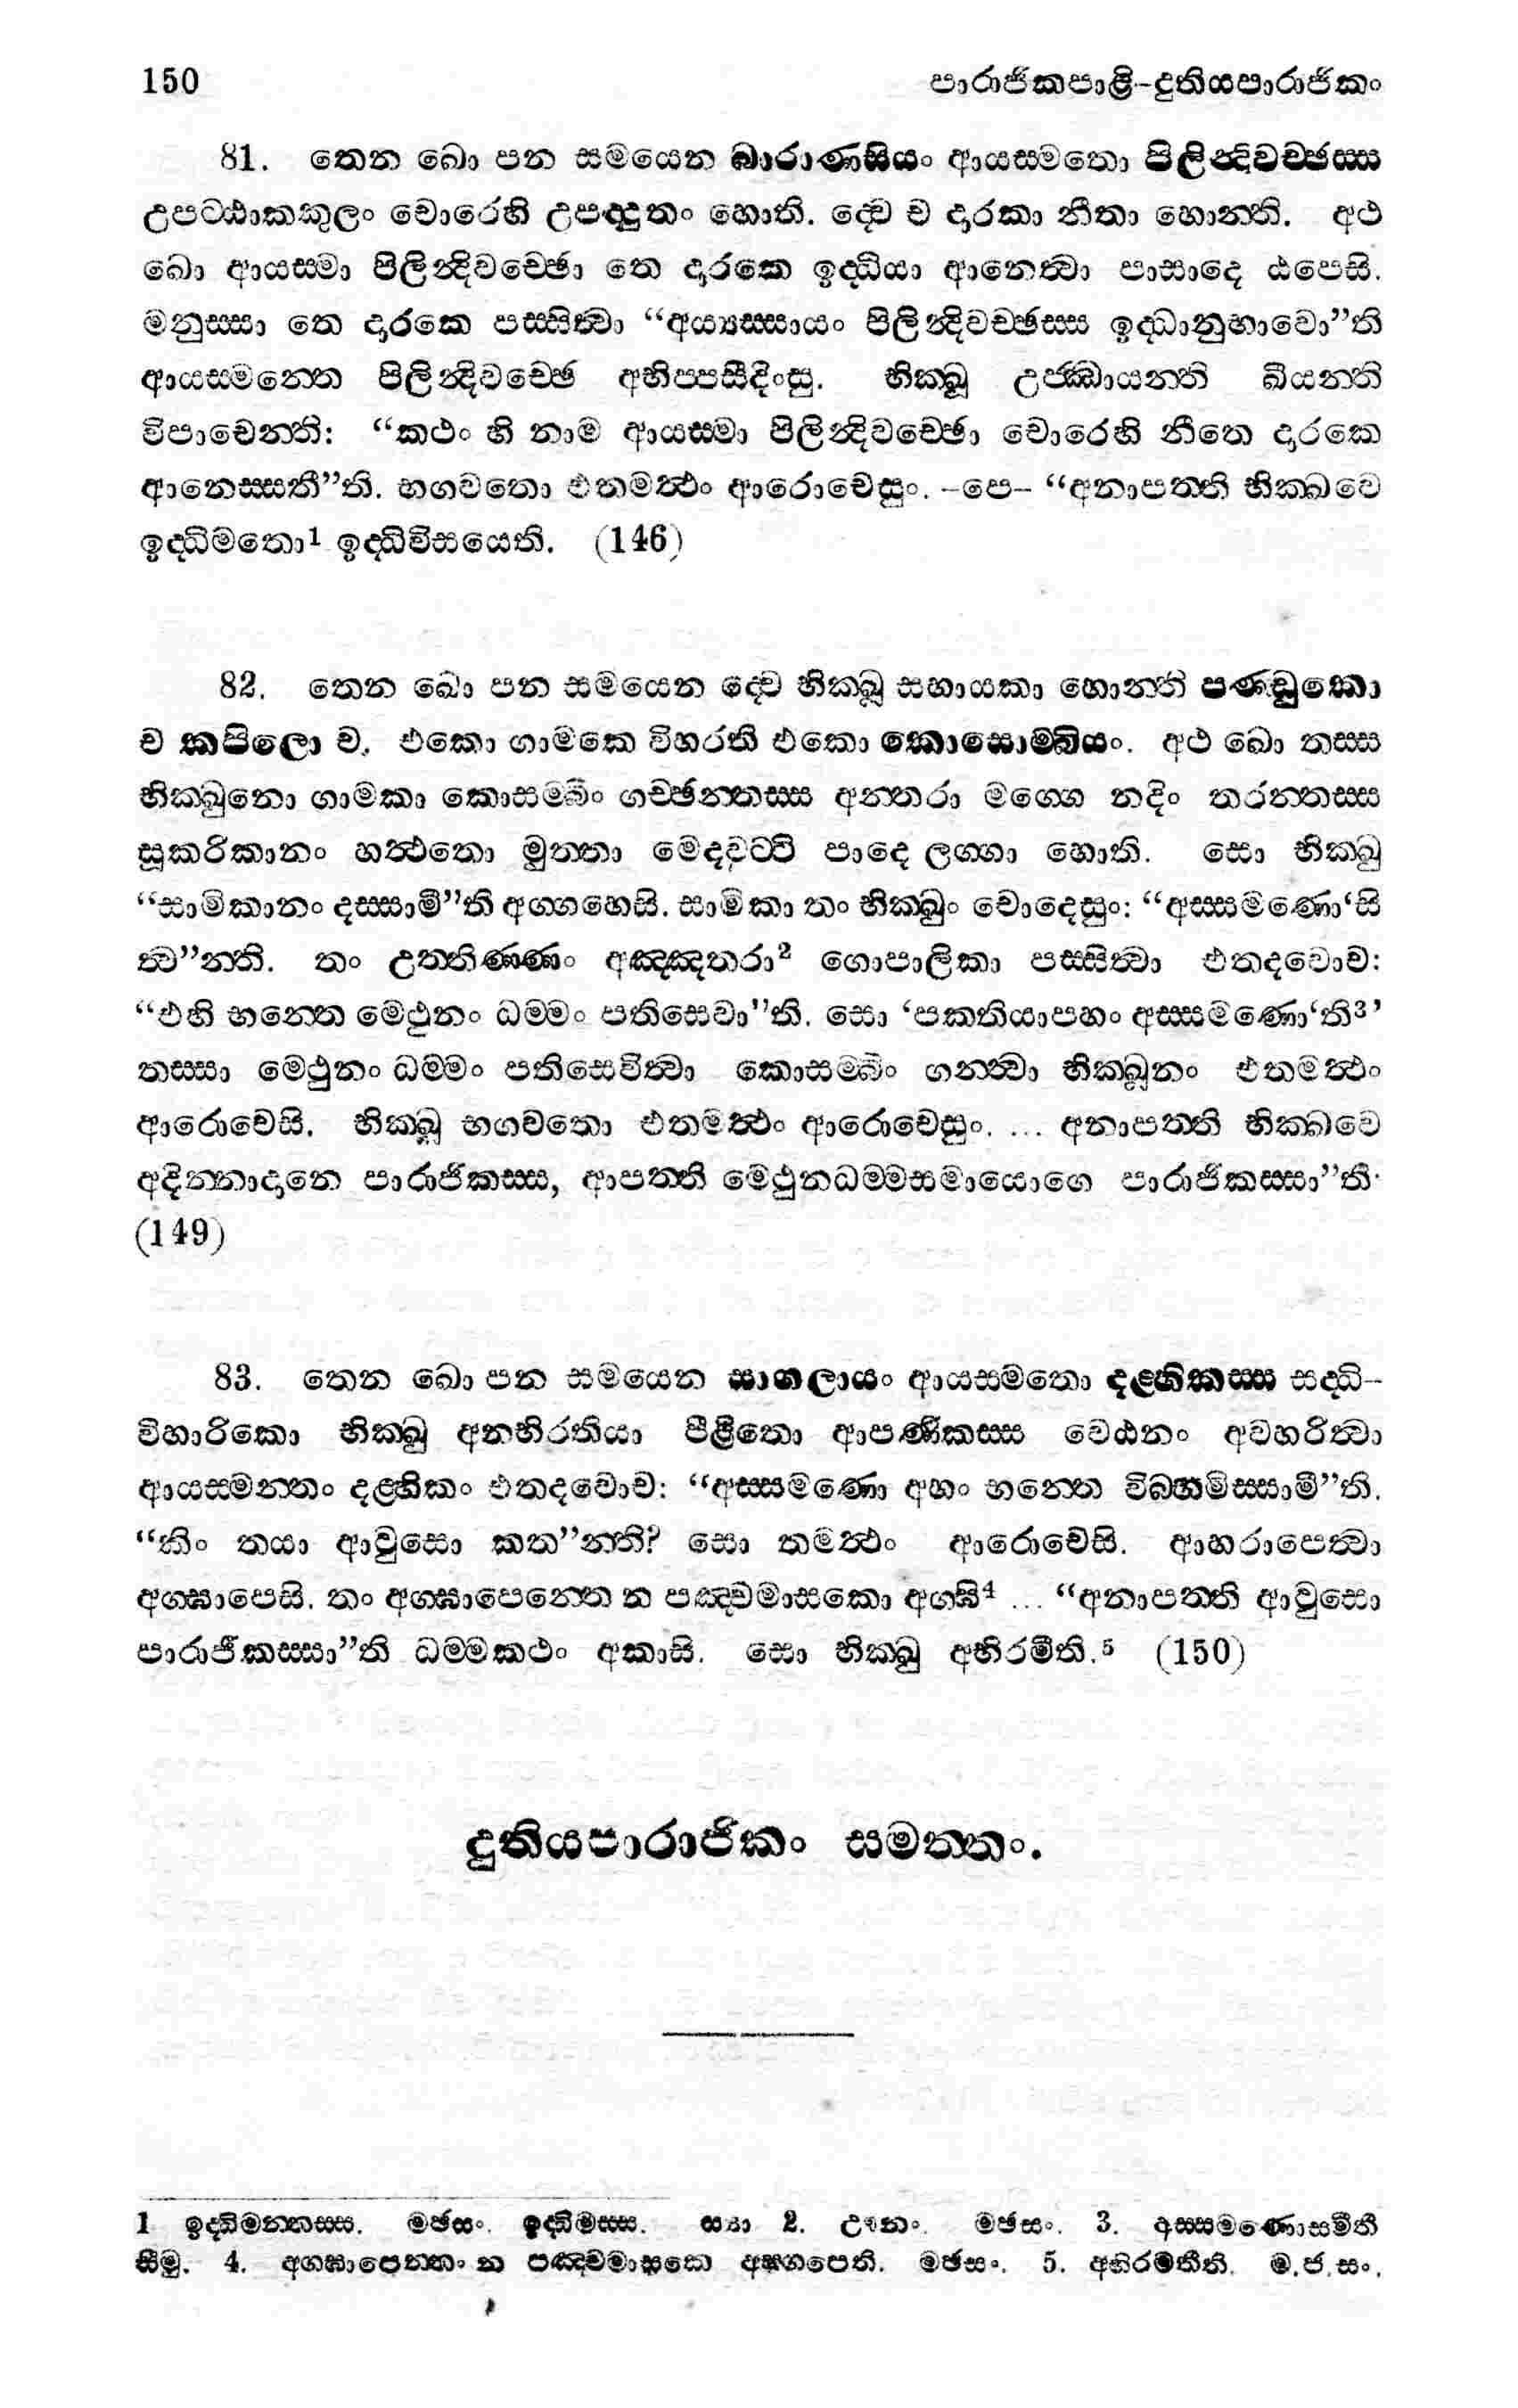 150 පාරාජිකපාළි-දුතියපාරාජිකං
81. තෙන ඛො පන සමයෙන බාරාණසියං ආයස්මතො පිලින්දිවච්ඡස්ස
උපට්ඨාකකුලං චොරෙහි උපද්දුතං හොති. ද්වෙ ච දාරකා නීතා හොන්ති. අථ
ඛො ආයස්මා පිලින්දිවච්ඡො තෙ දාරකෙ ඉද්ධියා ආනෙත්වා පාසාදෙ ඨපෙසි.
මනුස්සා තෙ දාරකෙ පස්සිත්වා “අය්‍යස්සායං පිලින්දිවච්ඡස්ස ඉද්ධානුභාවො”ති
ආයස්මන්තෙ පිලින්දිවච්ඡෙ අභිප්පසීදිංසු. භික්ඛූ උජ්ඣායන්ති ඛීයන්ති
විපාචෙන්ති: “කථං හි නාම ආයස්මා පිලින්දිවච්ඡො චොරෙහි නීතෙ දාරකෙ
ආනෙස්සතී”ති. භගවතො එතමත්ථං ආරොචෙසුං. -පෙ- “අනාපත්ති භික්ඛවෙ
ඉද්ධිමතො1 ඉද්ධිවිසයෙති. (146)
82. තෙන ඛො පන සමයෙන ද්වෙ භික්ඛූ සහායකා හොන්ති පණ්ඩුකො
ච කපිලො ච. එකො ගාමකෙ විහරති එකො කොසොම්බියං. අථ ඛො තස්ස
භික්ඛුනො ගාමකා කොසම්බිං ගච්ඡන්තස්ස අන්තරා මග්ගෙ නදිං තරන්තස්ස
සූකරිකානං හත්ථතො මුත්තා මෙදවට්ටි පාදෙ ලග්ගා හොති. සො භික්ඛු
“සාමිකානං දස්සාමී”ති අග්ගහෙසි. සාමිකා තං භික්ඛුං චොදෙසුං: “අස්සමණො‘සි
ත්ව”න්ති. තං උත්තිණ්ණං අඤ්ඤතරා2 ගොපාලිකා පස්සිත්වා එතදවොච:
“එහි භන්තෙ මෙථුනං ධම්මං පතිසෙවා”ති. සො ‘පකතියාපහං අස්සමණො‘ති3’
තස්සා මෙථුනං ධම්මං පතිසෙවිත්වා කොසම්බිං ගන්ත්වා භික්ඛූනං එතමත්ථං
ආරොචෙසි. භික්ඛූ භගවතො එතමත්ථං ආරොචෙසුං. ... අනාපත්ති භික්ඛවෙ
අදින්නාදානෙ පාරාජිකස්ස, ආපත්ති මෙථුනධම්මසමායොගෙ පාරාජිකස්සා”ති.
(149)
83. තෙන ඛො පන සමයෙන සාගලායං ආයස්මතො දළ්හිකස්ස සද්ධි-
විහාරිකො භික්ඛු අනභිරතියා පීළිතො ආපණිකස්ස වෙඨනං අවහරිත්වා
ආයස්මන්තං දළ්හිකං එතදවොච: “අස්සමණො අහං භන්තෙ විබ්භමිස්සාමී”ති.
“කිං තයා ආවුසො කත”න්ති? සො තමත්ථං ආරොචෙසි. ආහරාපෙත්වා
අග්ඝාපෙසි. තං අග්ඝාපෙන්තෙ න පඤ්චමාසකො අග්ඝි4 ... “අනාපත්ති ආවුසො
පාරාජිකස්සා”ති ධම්මකථං අකාසි. සො භික්ඛු අභිරමීති.5 (150)
දුතියපාරාජිකං සමත්තං.
1 ඉද්ධිමන්තස්ස. මඡසං. ඉද්ධිමස්ස. ස්‍යා 2. ඌනං. මඡසං. 3. අස්සමණොස්මීති
සීමු. 4. අග්ඝාපෙන්තං න පඤ්චමාසකෙ අග්ඝාපෙති. මඡසං. 5. අභිරමතීති. ම.ජ.සං.